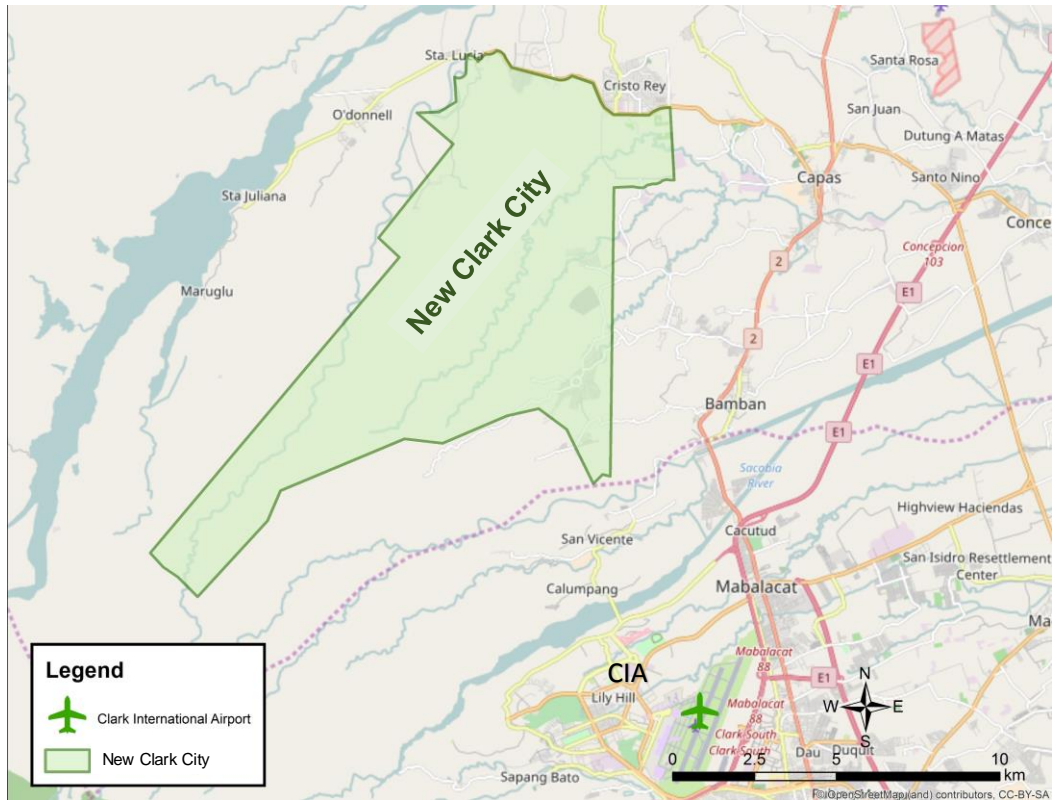 Sta. Lucia
Cristo Rey
Santa Rosa
O'donnell
San Juan
Dutung A Matas
Capas
Santo Nino
Sta Juliana
Conce
Concepcion
103
New Clark City
2
Maruglu
E1
2
E1
Bamban
E1
Sacobia
River
Highview Haciendas
Cacutud
San Vicente
San Isidro Resettlement
Center
Calumpang
Mabalacat
Ma
Legend
Clark International Airport
New Clark City
CIA
Lily Hill
Mabalacat
88
E1
Mabalacat
88
Clark South
Clark South
Dau
Duquit
Sapang Bato
N
W
E
S
0
2.5
5
10
km
contributors, CC-BY-SA